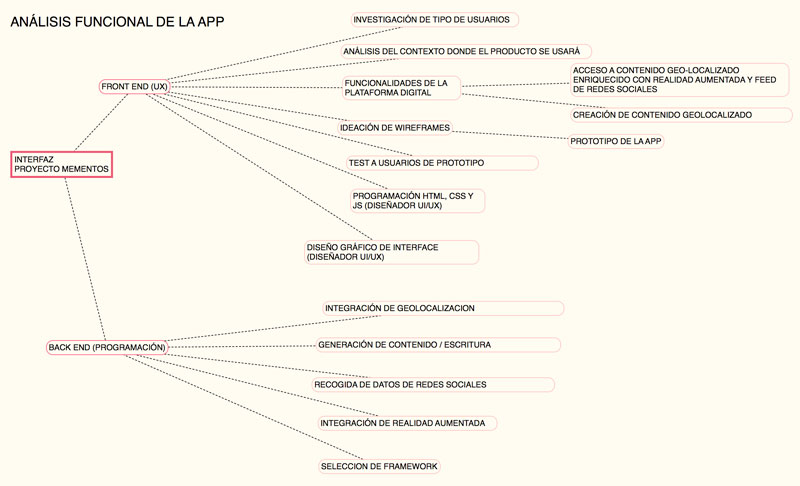 ANÁLISIS FUNCIONAL DE LA APP
INVESTIGACIÓN DE TIPO DE USUARIOS
ANÁLISIS DEL CONTEXTO DONDE EL PRODUCTO SE USARÁ
FRONT END (UX)
FUNCIONALIDADES DE LA
PLATAFORMA DIGITAL
ACCESO A CONTENIDO GEO-LOCALIZADO
ENRIQUECIDO CON REALIDAD AUMENTADA Y FEED
DE REDES SOCIALES
CREACIÓN DE CONTENIDO GEOLOCALIZADO
IDEACIÓN DE WIREFRAMES
PROTOTIPO DE LA APP
INTERFAZ
PROYECTO MEMENTOS
TEST A USUARIOS DE PROTOTIPO
PROGRAMACIÓN HTML, CSS Y
JS (DISEÑADOR UI/UX)
DISEÑO GRÁFICO DE INTERFACE
(DISEÑADOR UI/UX)
INTEGRACIÓN DE GEOLOCALIZACION
BACK END (PROGRAMACIÓN)
GENERACIÓN DE CONTENIDO / ESCRITURA
RECOGIDA DE DATOS DE REDES SOCIALES
INTEGRACIÓN DE REALIDAD AUMENTADA
SELECCION DE FRAMEWORK